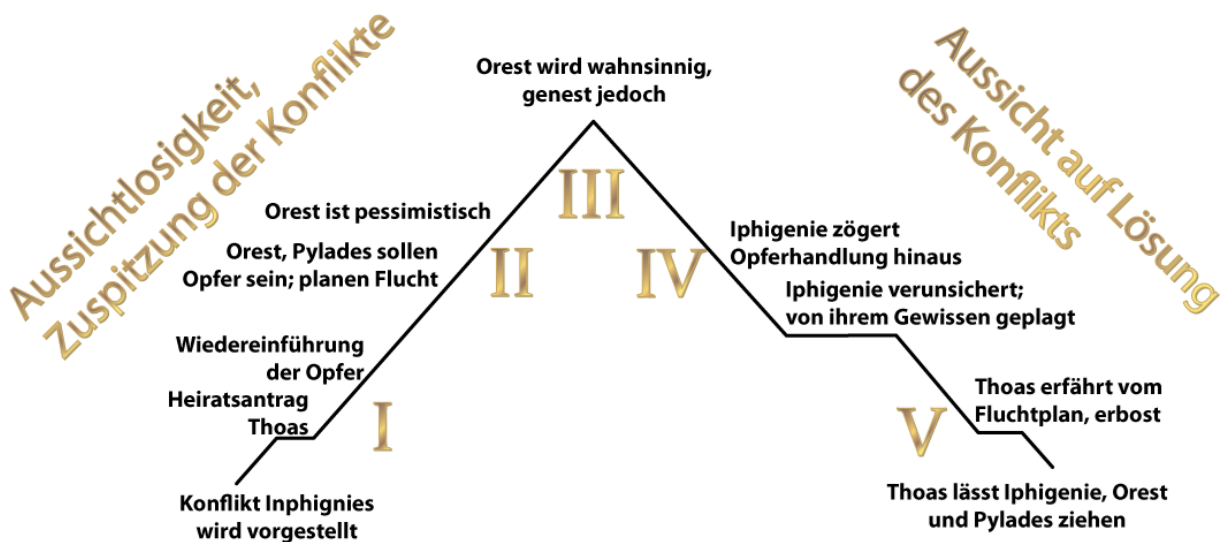 Aussichtlosigkeit,
Zuspitzung der Konflikte
Orest wird wahnsinnig,
genest jedoch
Aussicht auf Lösung
des Konflikts
III
Orest ist pessimistisch
Orest, Pylades sollen
Opfer sein; planen Flucht
II
IV
Iphigenie zögert
Opferhandlung hinaus
Iphigenie verunsichert;
von ihrem Gewissen geplagt
Wiedereinführung
der Opfer
Heiratsantrag
Thoas
I
V
Thoas erfährt vom
Fluchtplan, erbost
Konflikt Inphignies
wird vorgestellt
Thoas lässt Iphigenie, Orest
und Pylades ziehen